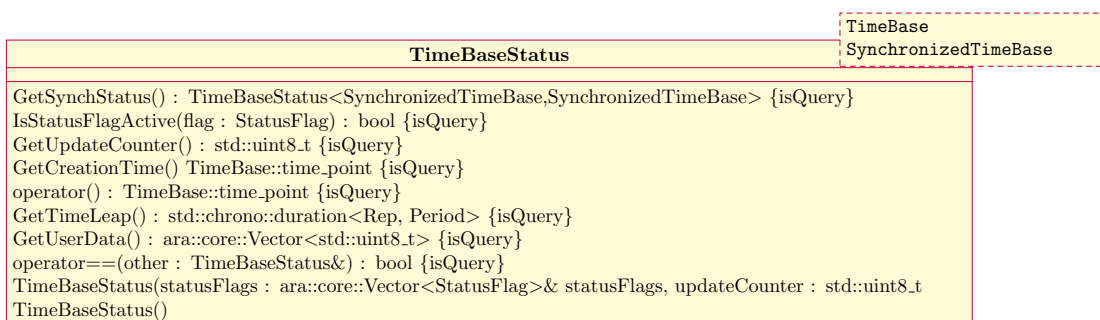 TimeBase
SynchronizedTimeBase
TimeBaseStatus
GetSynchStatus() : TimeBaseStatus<SynchronizedTimeBase,SynchronizedTimeBase> {isQuery}
IsStatusFlagActive(flag : StatusFlag) : bool {isQuery}
GetUpdateCounter() : std::uint8_t {isQuery}
GetCreationTime() TimeBase::time_point {isQuery}
operator() : TimeBase::time_point {isQuery}
GetTimeLeap() : std::chrono::duration<Rep, Period> {isQuery}
GetUserData() : ara::core::Vector<std::uint8_t> {isQuery}
operator==(other : TimeBaseStatus&) : bool {isQuery}
TimeBaseStatus(statusFlags : ara::core::Vector<StatusFlag>& statusFlags, updateCounter : std::uint8_t
TimeBaseStatus()